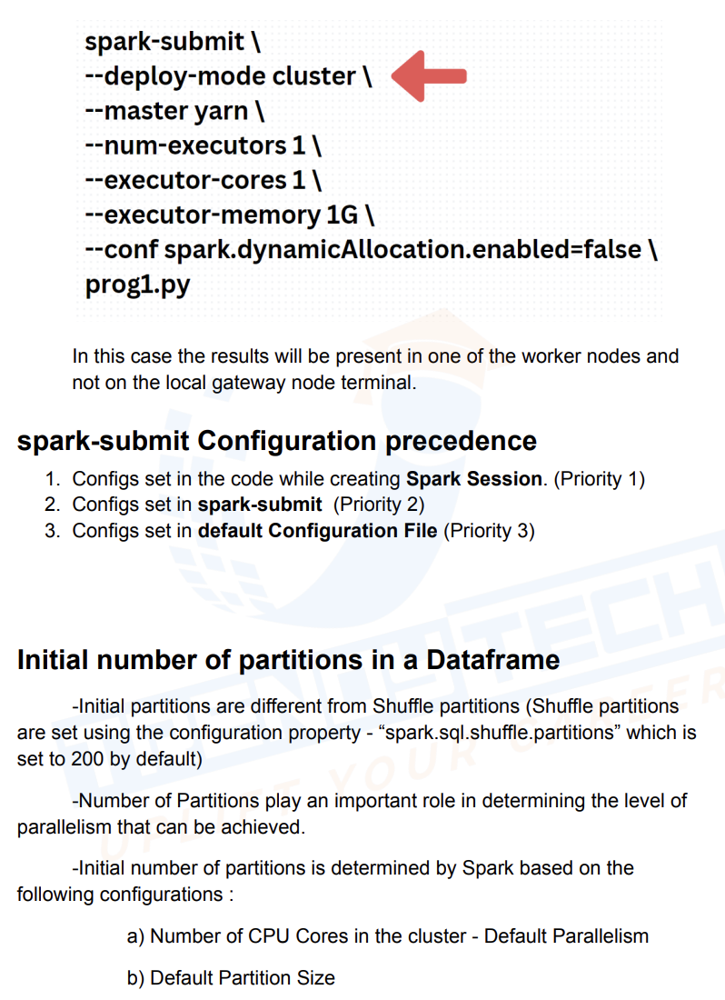 spark-submit \
--deploy-mode cluster \
--master yarn \
--num-executors 1 \
--executor-cores 1 \
--executor-memory 1G \
--conf spark.dynamicAllocation.enabled=false \
prog1.py
In this case the results will be present in one of the worker nodes and
not on the local gateway node terminal.
spark-submit Configuration precedence
1. Configs set in the code while creating Spark Session. (Priority 1)
2. Configs set in spark-submit (Priority 2)
3. Configs set in default Configuration File (Priority 3)
Initial number of partitions in a Dataframe
-Initial partitions are different from Shuffle partitions (Shuffle partitions
are set using the configuration property - “spark.sql.shuffle.partitions” which is
set to 200 by default)
-Number of Partitions play an important role in determining the level of
parallelism that can be achieved.
-Initial number of partitions is determined by Spark based on the
following configurations :
a) Number of CPU Cores in the cluster - Default Parallelism
b) Default Partition Size
UPLIFT YOUR CAREER